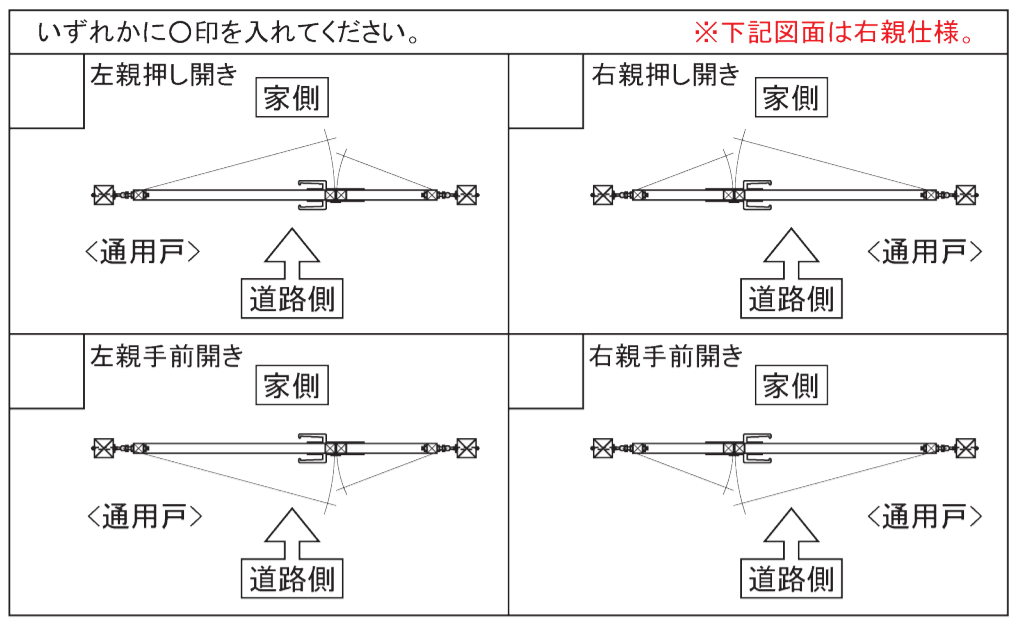 いずれかに〇印を入れてください。
※下記図面は右親仕様。
左親押し開き
家側
<通用戸>
道路側
右親押し開き
家側
<通用戸>
道路側
左親手前開き
家側
<通用戸>
道路側
右親手前開き
家側
<通用戸>
道路側